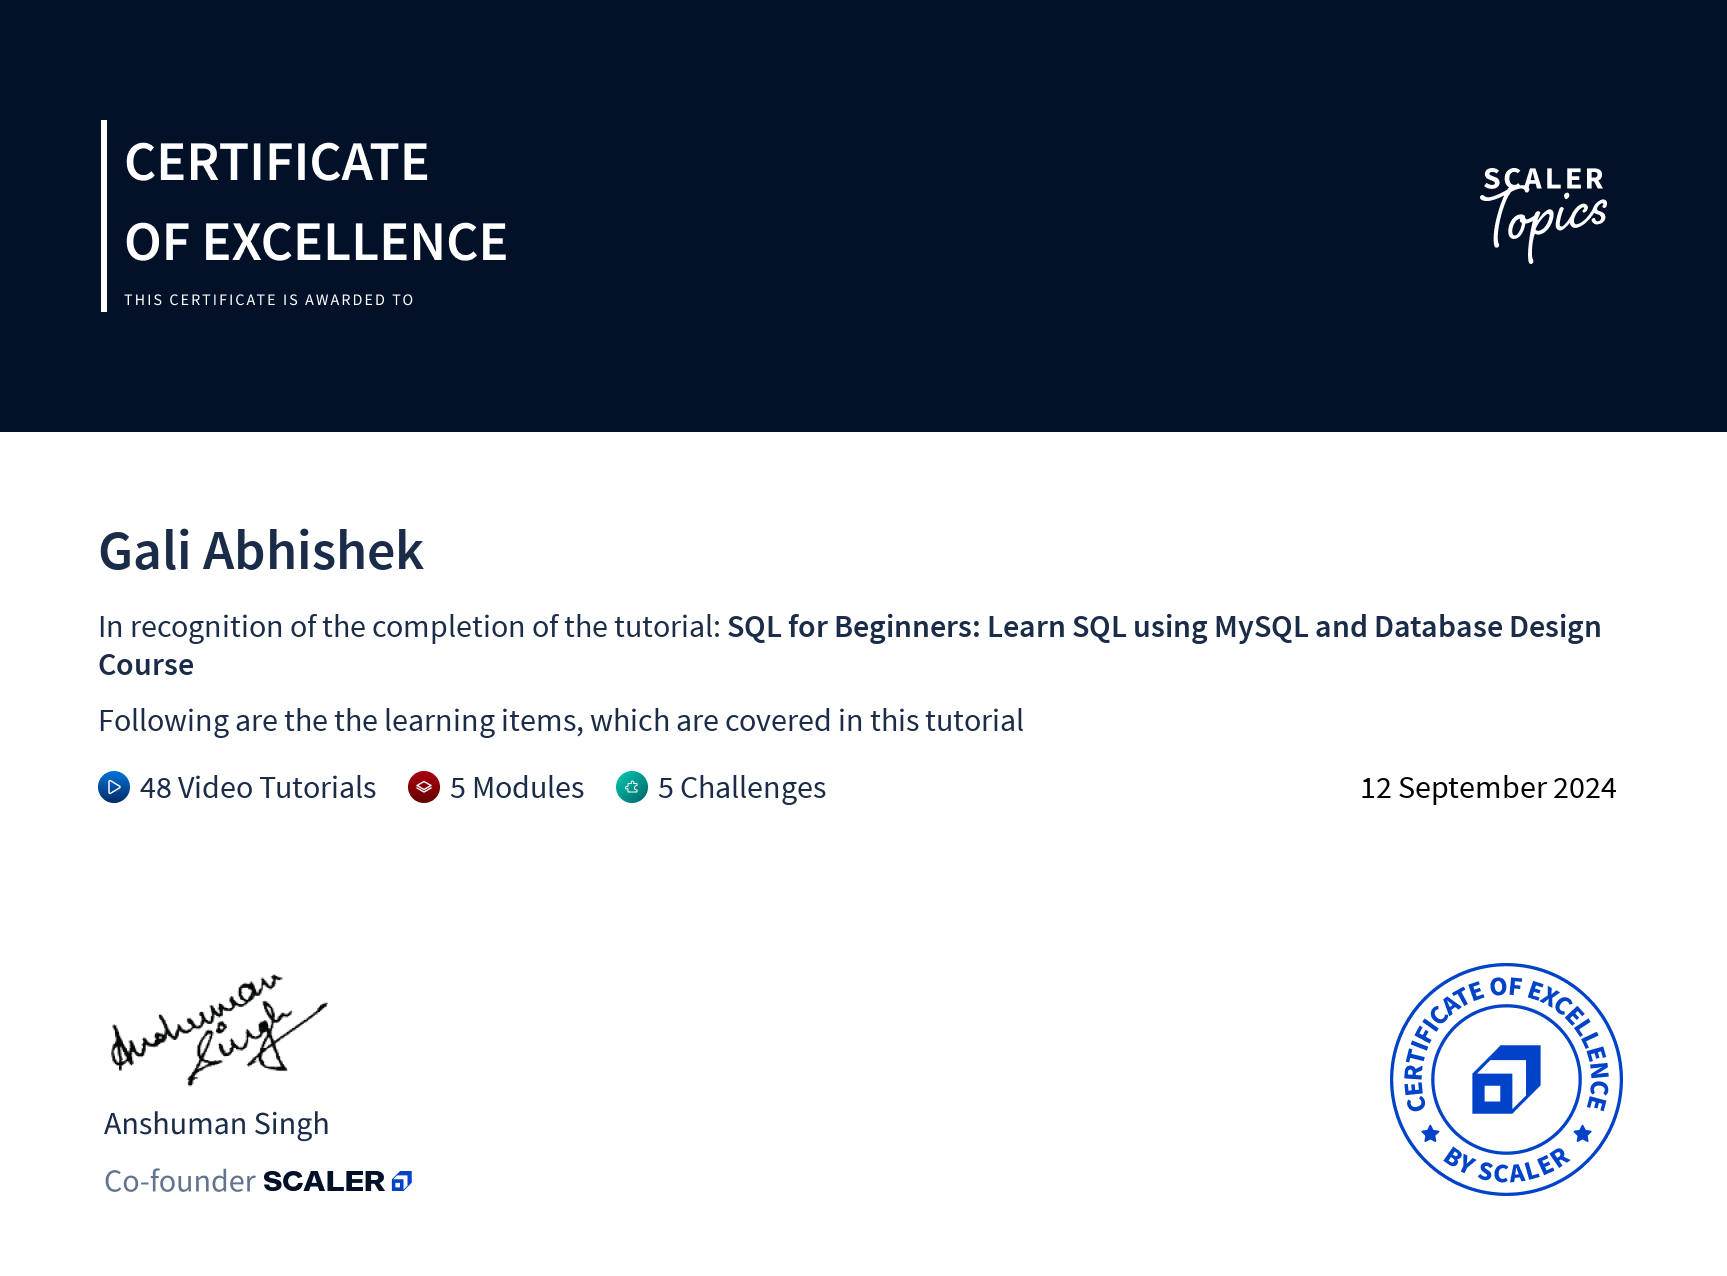 CERTIFICATE
OF EXCELLENCE
THIS CERTIFICATE IS AWARDED TO
SCALER
Topics
Gali Abhishek
In recognition of the completion of the tutorial: SQL for Beginners: Learn SQL using MySQL and Database Design
Course
Following are the the learning items, which are covered in this tutorial
48 Video Tutorials 5 Modules 5 Challenges 12 September 2024
Anshuman
Singh
Anshuman Singh
Co-founder SCALER
CERTIFICATE OF EXCELLENCE
BY SCALER